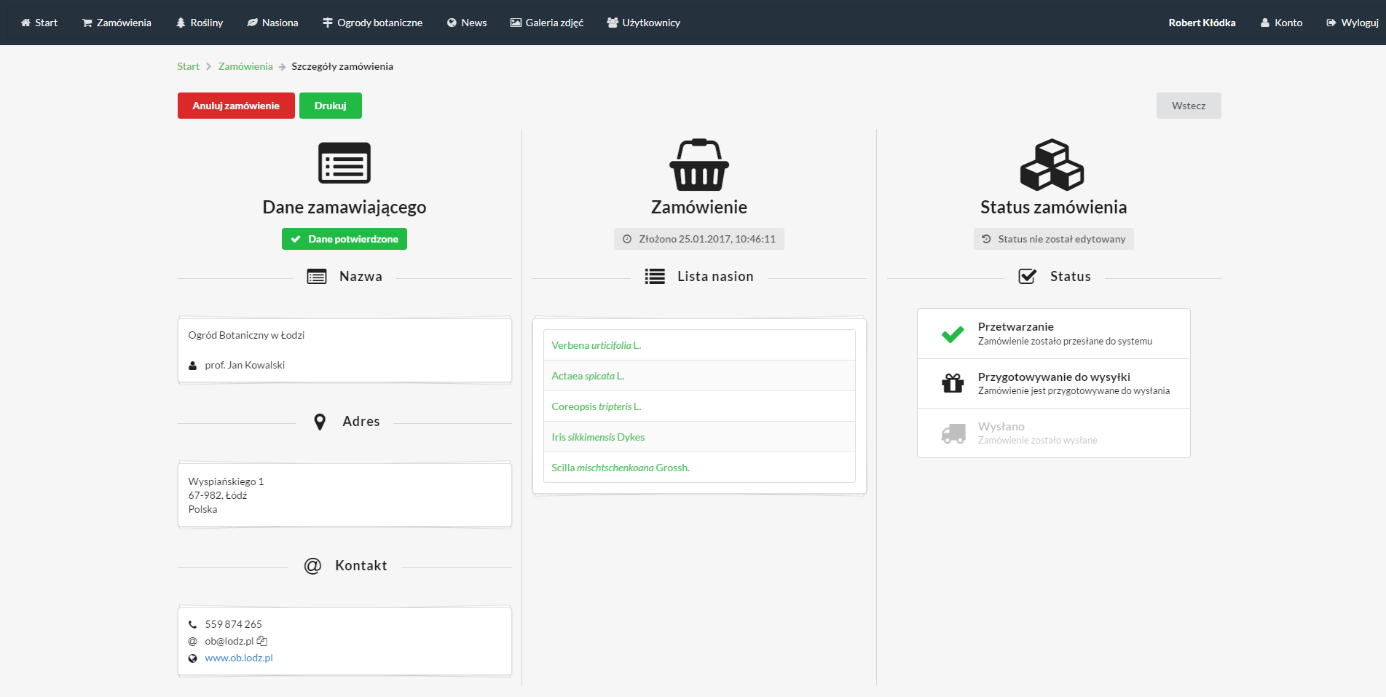 Start Zamówienia Rośliny Nasiona Ogrody botaniczne News Galeria zdjęć Użytkownicy Robert Kłódka Konto Wyloguj
Start Zamówienia Szczegóły zamówienia
Anuluj zamówienie Drukuj Wstecz
Dane zamawiającego
Dane potwierdzone
Nazwa
Ogród Botaniczny w Łodzi
prof. Jan Kowalski
Adres
Wyspiańskiego 1
67-982, Łódź
Polska
Kontakt
559 874 265
@ ob@lodz.pl
www.ob.lodz.pl
Zamówienie
Złożono 25.01.2017, 10:46:11
Lista nasion
Verbena urticifolia L.
Actaea spicata L.
Coreopsis tripteris L.
Iris sikkimensis Dykes
Scilla mischtschenkoana Grossh.
Status zamówienia
Status nie został edytowany
Status
Przetwarzanie
Zamówienie zostało przesłane do systemu
Przygotowywanie do wysyłki
Zamówienie jest przygotowywane do wysłania
Wysłano
Zamówienie zostało wysłane